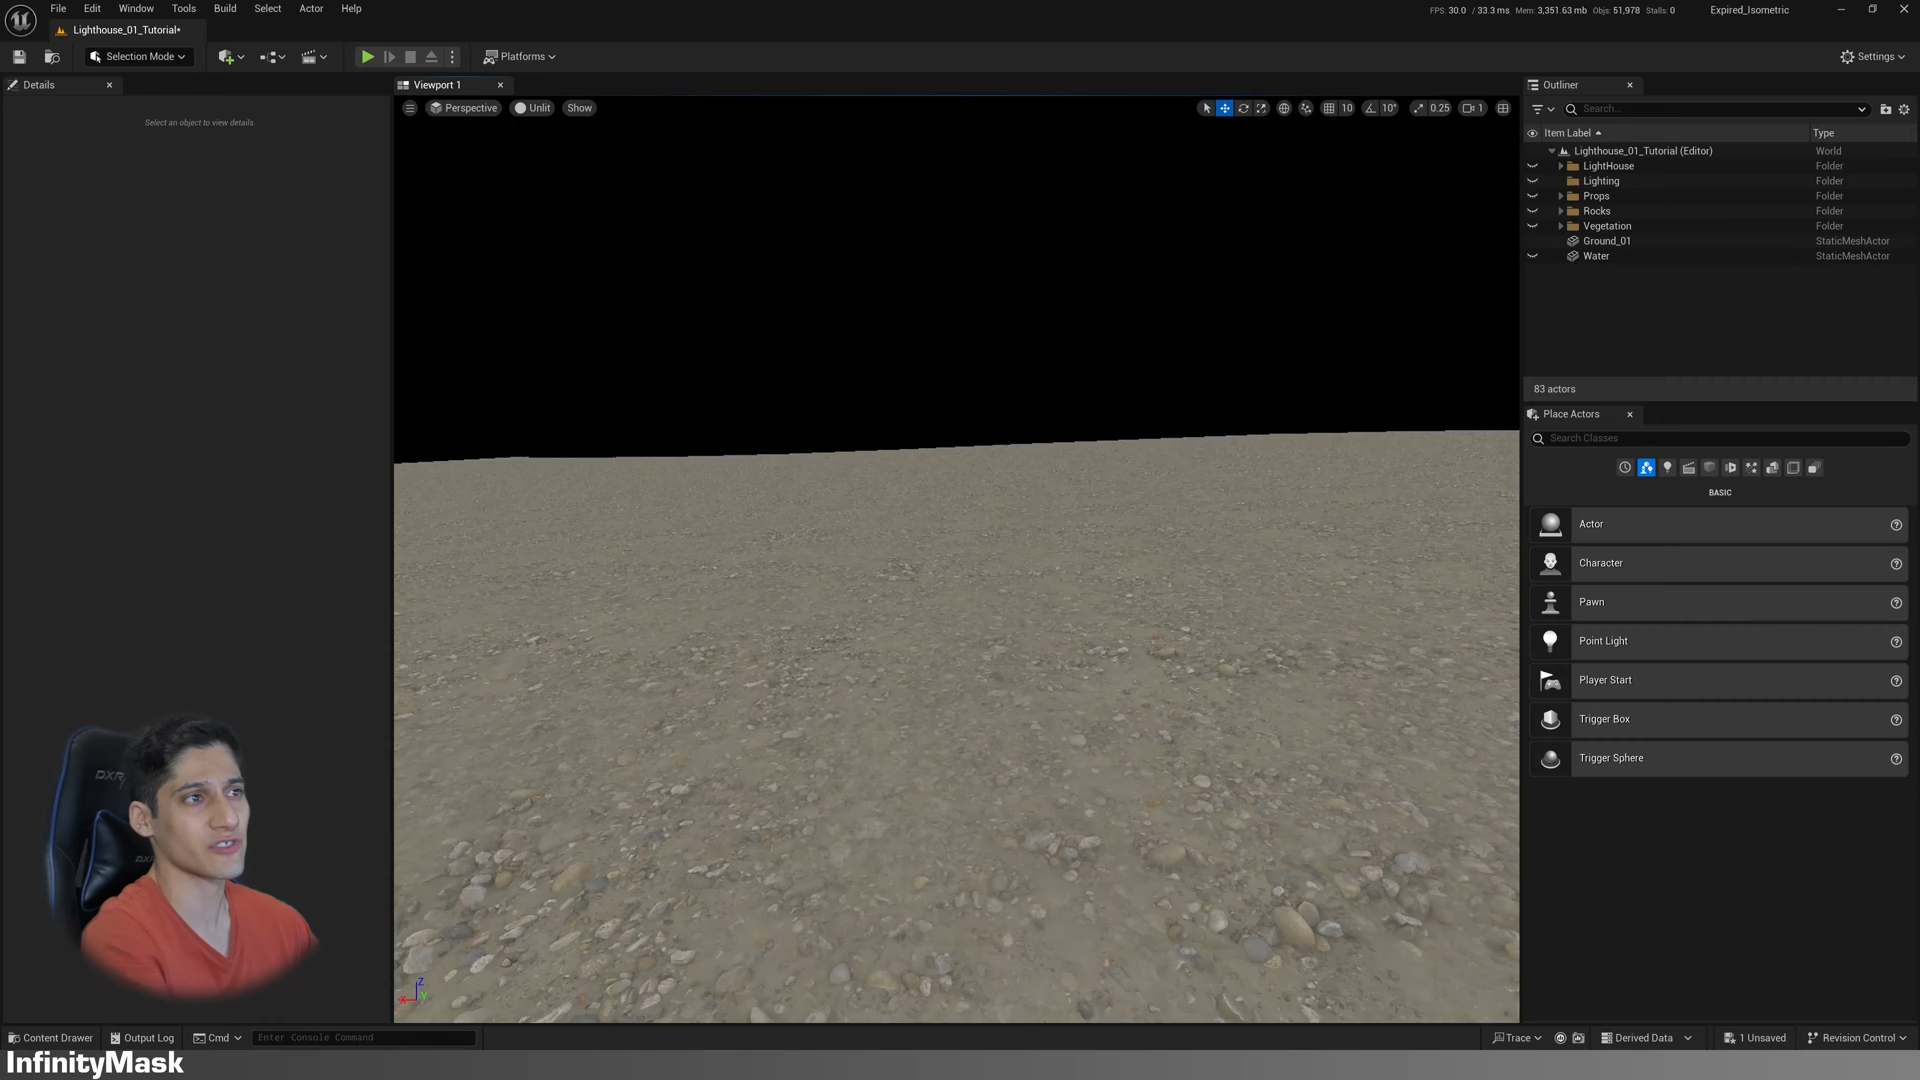 File Edit Window Tools Build Select Actor Help
FPS: 30.0 / 33.3 ms Mem: 3,351.63 mb Objs: 51,978 Stalls: 0
Expired_Isometric
Lighthouse_01_Tutorial*
Selection Mode
Platforms
Settings
Details
Select an object to view details.
Viewport 1
Perspective Unlit Show
10 10° 0.25 1
Outliner
Search...
Item Label Type
Lighthouse_01_Tutorial (Editor) World
LightHouse Folder
Lighting Folder
Props Folder
Rocks Folder
Vegetation Folder
Ground_01 StaticMeshActor
Water StaticMeshActor
83 actors
Place Actors
Search Classes
BASIC
Actor
Character
Pawn
Point Light
Player Start
Trigger Box
Trigger Sphere
DXR
DXR
X Y Z
Content Drawer Output Log Cmd Enter Console Command
Trace Derived Data 1 Unsaved Revision Control
InfinityMask